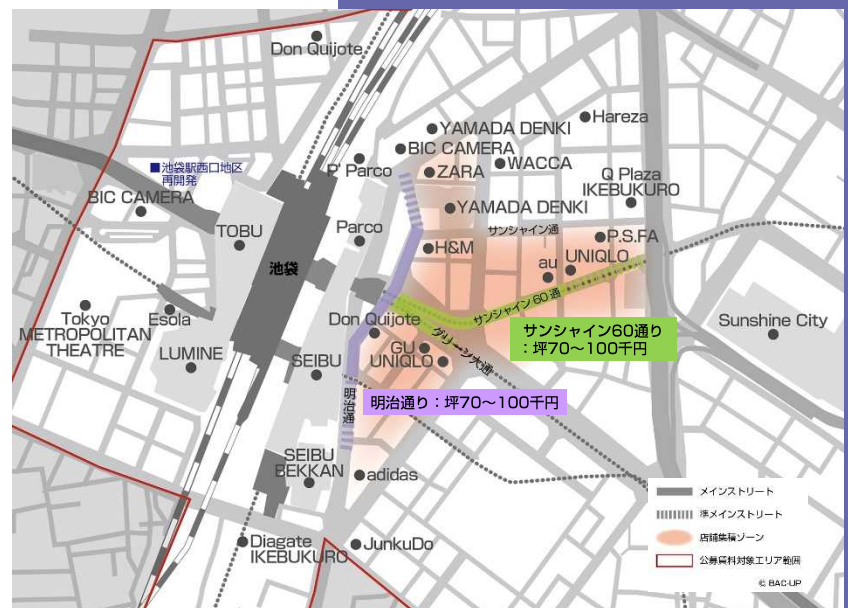 Don Quijote
YAMADA DENKI
Hareza
BIC CAMERA
WACCA
P' Parco
ZARA
■池袋駅西口地区
再開発
Q Plaza
IKEBUKURO
BIC CAMERA
YAMADA DENKI
TOBU
Parco
サンシャイン通
P.S.FA
H&M
UNIQLO
au
池袋
サンシャイン60通
Tokyo
METROPOLITAN
THEATRE
Esola
Don Quijote
サンシャイン60通り
：坪70〜100千円
Sunshine City
グリーン大通
GU
UNIQLO
LUMINE
SEIBU
明治通
明治通り：坪70〜100千円
SEIBU
BEKKAN
adidas
Diagate
IKEBUKURO
JunkuDo
メインストリート
準メインストリート
店舗集積ゾーン
公募賃料対象エリア範囲
© BAC-UP